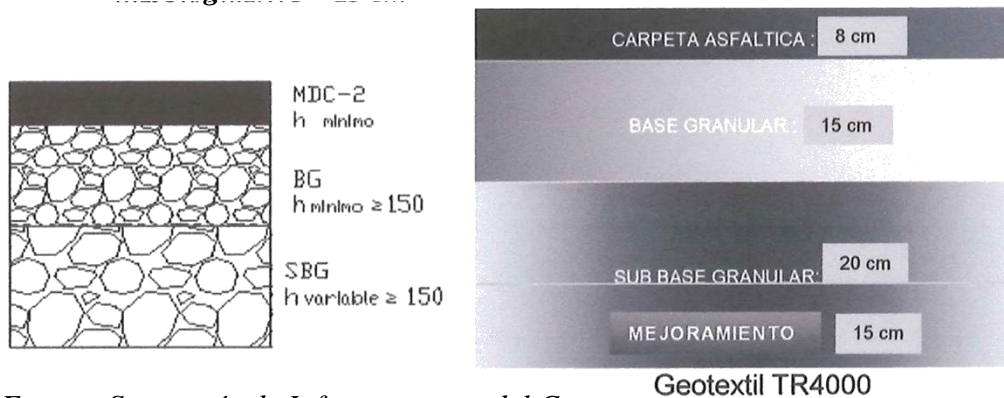 MDC-2
h mínimo
BG
h mínimo ≥ 150
SBG
h variable ≥ 150
CARPETA ASFALTICA : 8 cm
BASE GRANULAR : 15 cm
SUB BASE GRANULAR: 20 cm
MEJORAMIENTO 15 cm
Geotextil TR4000